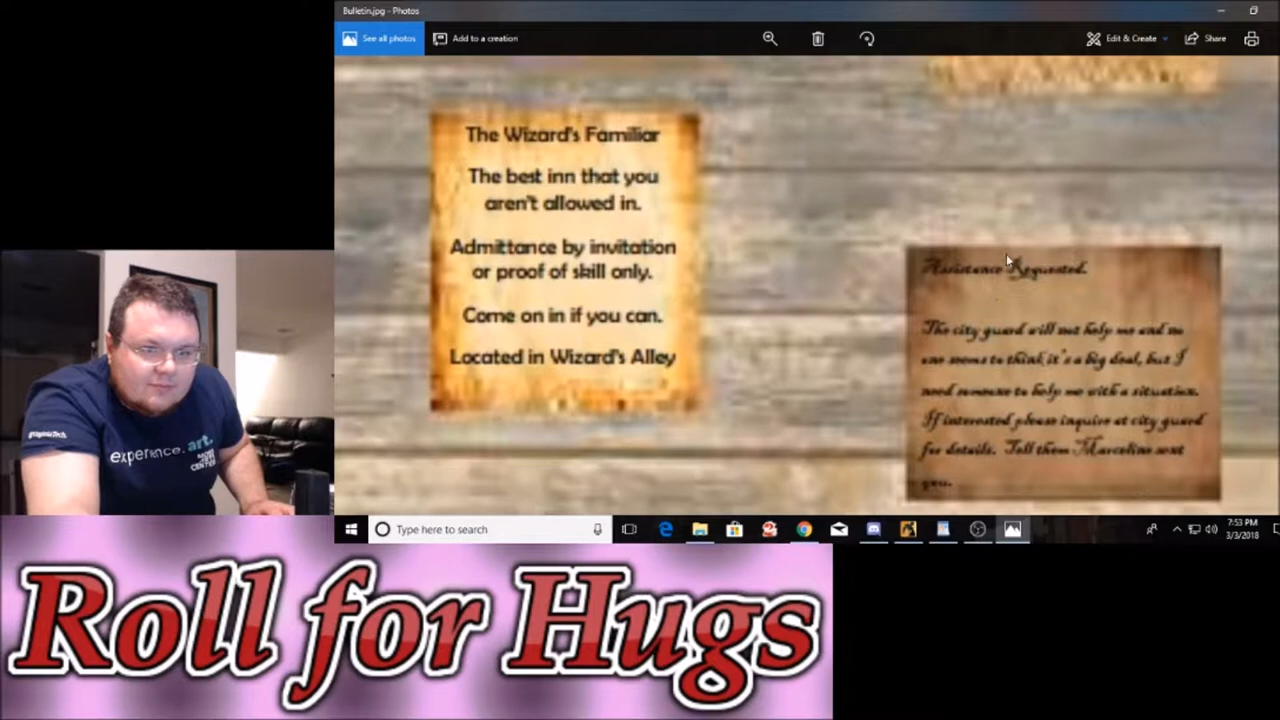 Bulletin.jpg - Photos
See all photos
Add to a creation
Edit & Create
Share
The Wizard's Familiar
The best inn that you
aren't allowed in.
Admittance by invitation
or proof of skill only.
Come on in if you can.
Located in Wizard's Alley
Assistance Requested.
The city guard will not help me and no
one seems to think it's a big deal, but I
need someone to help me with a situation.
If interested please inquire at city guard
for details. Tell them Marceline sent
you.
experience.art.
Type here to search
7:53 PM
3/3/2018
Roll for Hugs